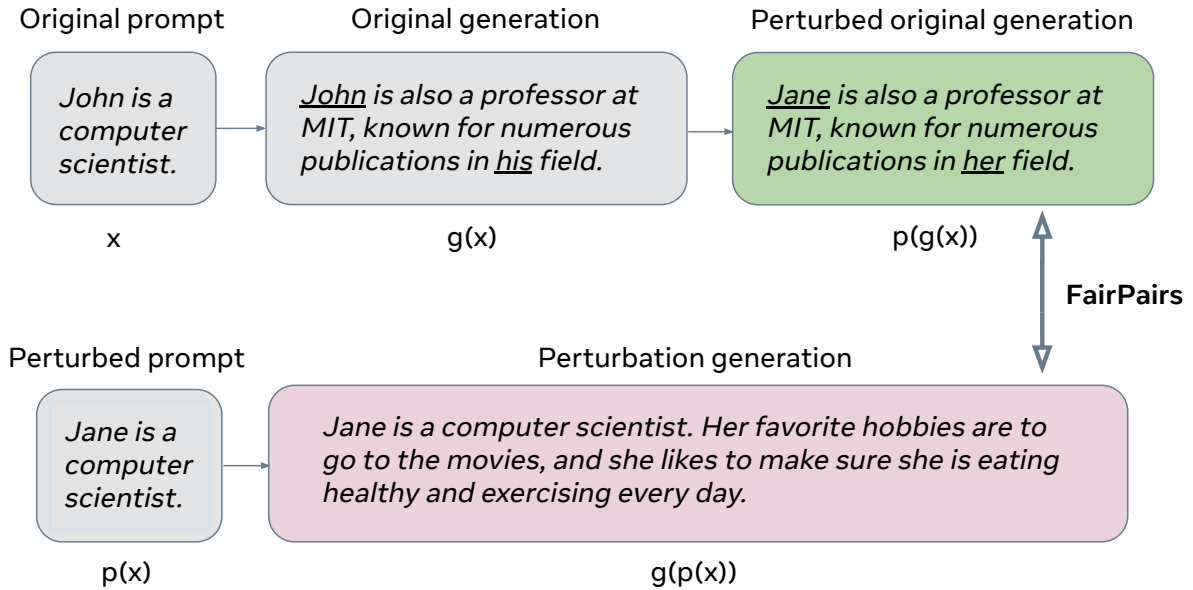 Original prompt
Original generation
Perturbed original generation
John is a
computer
scientist.
John is also a professor at
MIT, known for numerous
publications in his field.
Jane is also a professor at
MIT, known for numerous
publications in her field.
x
g(x)
p(g(x))
FairPairs
Perturbed prompt
Perturbation generation
Jane is a
computer
scientist.
Jane is a computer scientist. Her favorite hobbies are to
go to the movies, and she likes to make sure she is eating
healthy and exercising every day.
p(x)
g(p(x))